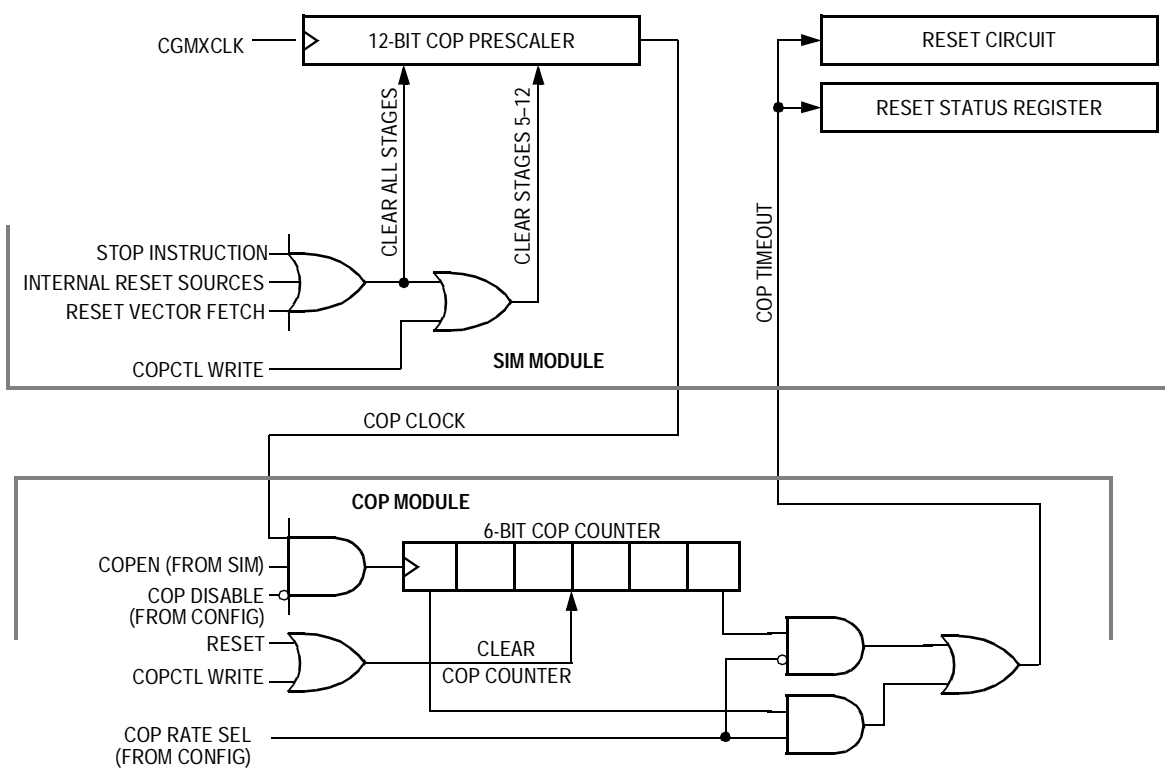 CGMXCLK
12-BIT COP PRESCALER
RESET CIRCUIT
RESET STATUS REGISTER
CLEAR ALL STAGES
CLEAR STAGES 5–12
COP TIMEOUT
STOP INSTRUCTION
INTERNAL RESET SOURCES
RESET VECTOR FETCH
COPCTL WRITE
SIM MODULE
COP CLOCK
COP MODULE
6-BIT COP COUNTER
COPEN (FROM SIM)
COP DISABLE
(FROM CONFIG)
RESET
COPCTL WRITE
CLEAR
COP COUNTER
COP RATE SEL
(FROM CONFIG)